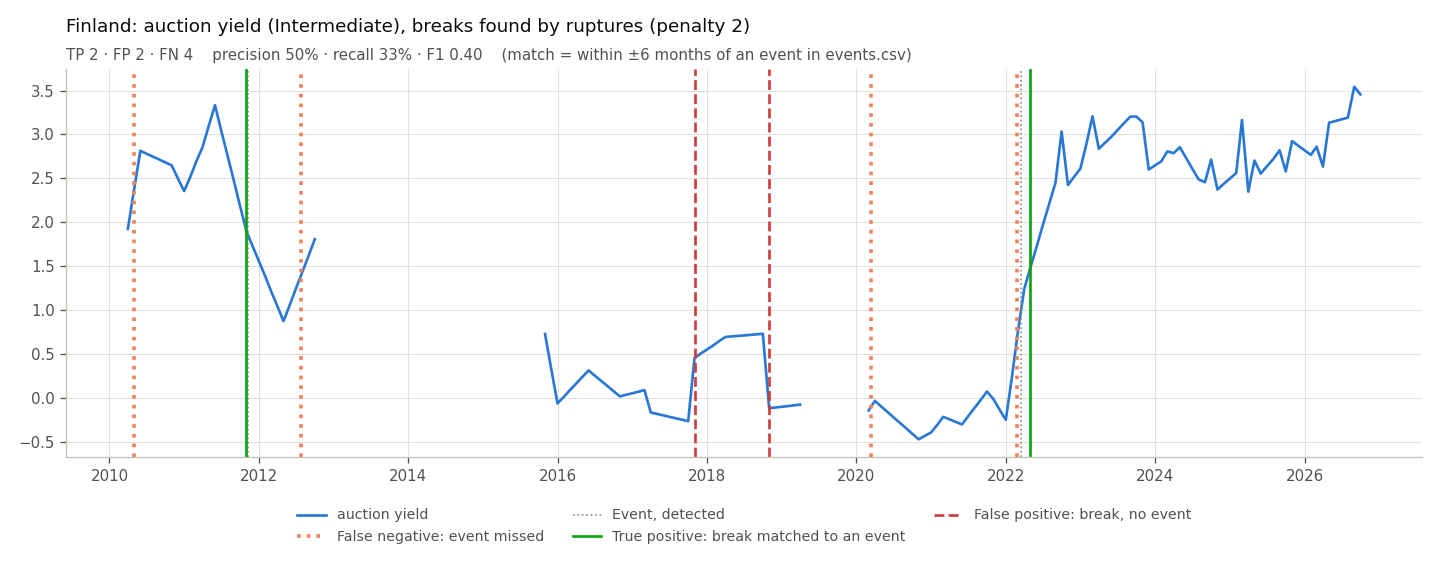 Finland: auction yield (Intermediate), breaks found by ruptures (penalty 2)
TP 2 · FP 2 · FN 4    precision 50% · recall 33% · F1 0.40    (match = within ±6 months of an event in events.csv)
3.5
3.0
2.5
2.0
1.5
1.0
0.5
0.0
−0.5
2010 2012 2014 2016 2018 2020 2022 2024 2026
auction yield
False negative: event missed
Event, detected
True positive: break matched to an event
False positive: break, no event